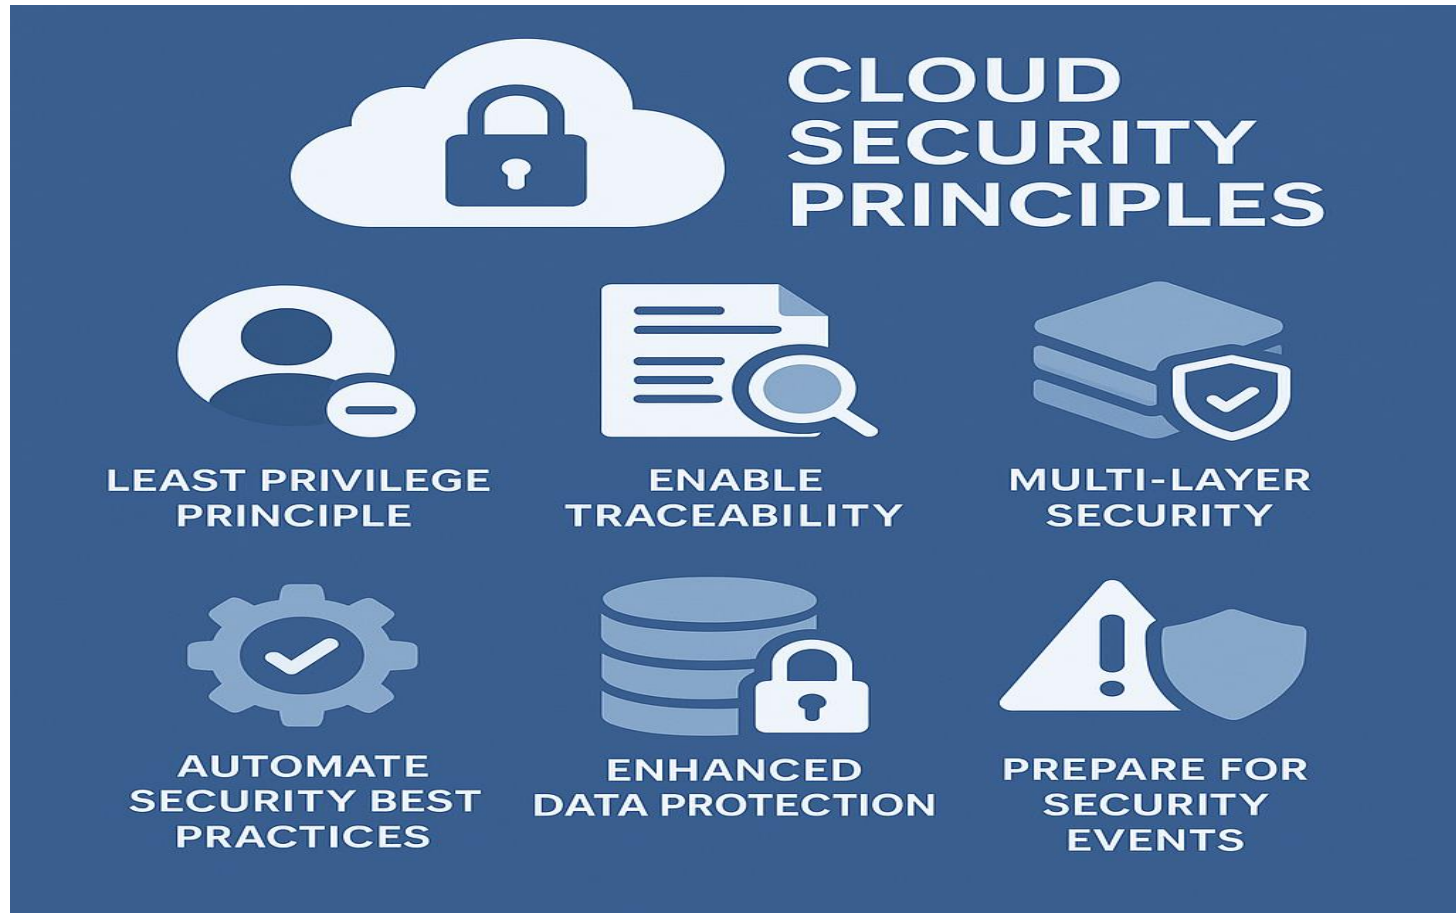 CLOUD
SECURITY
PRINCIPLES
LEAST PRIVILEGE
PRINCIPLE
ENABLE
TRACEABILITY
MULTI-LAYER
SECURITY
AUTOMATE
SECURITY BEST
PRACTICES
ENHANCED
DATA PROTECTION
PREPARE FOR
SECURITY
EVENTS